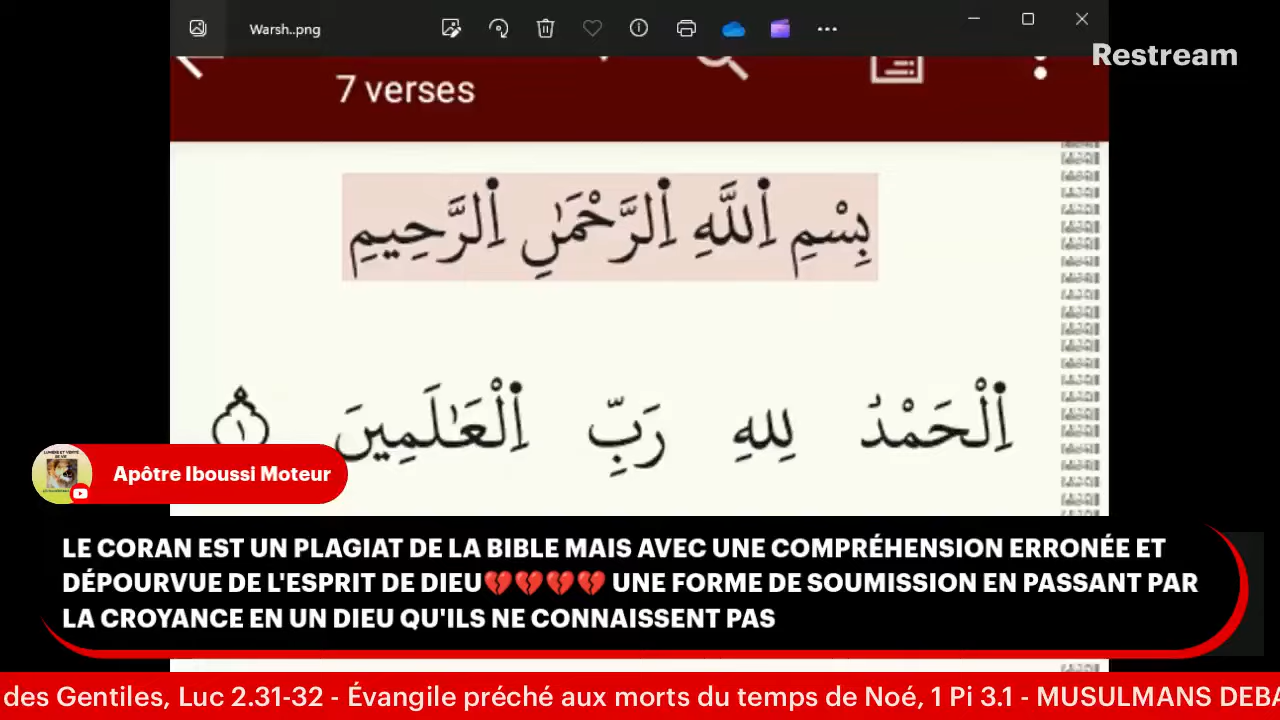 Warsh..png
Restream
7 verses
بِسْمِ اِ۬للَّهِ اِ۬لرَّحْمَٰنِ اِ۬لرَّحِيمِ
اِ۬لْحَمْدُ لِلهِ رَبِّ اِ۬لْعَٰلَمِينَ ١
Apôtre Iboussi Moteur
LE CORAN EST UN PLAGIAT DE LA BIBLE MAIS AVEC UNE COMPRÉHENSION ERRONÉE ET
DÉPOURVUE DE L'ESPRIT DE DIEU💔💔💔💔 UNE FORME DE SOUMISSION EN PASSANT PAR
LA CROYANCE EN UN DIEU QU'ILS NE CONNAISSENT PAS
des Gentiles, Luc 2.31-32 - Évangile préché aux morts du temps de Noé, 1 Pi 3.1 - MUSULMANS DEBA